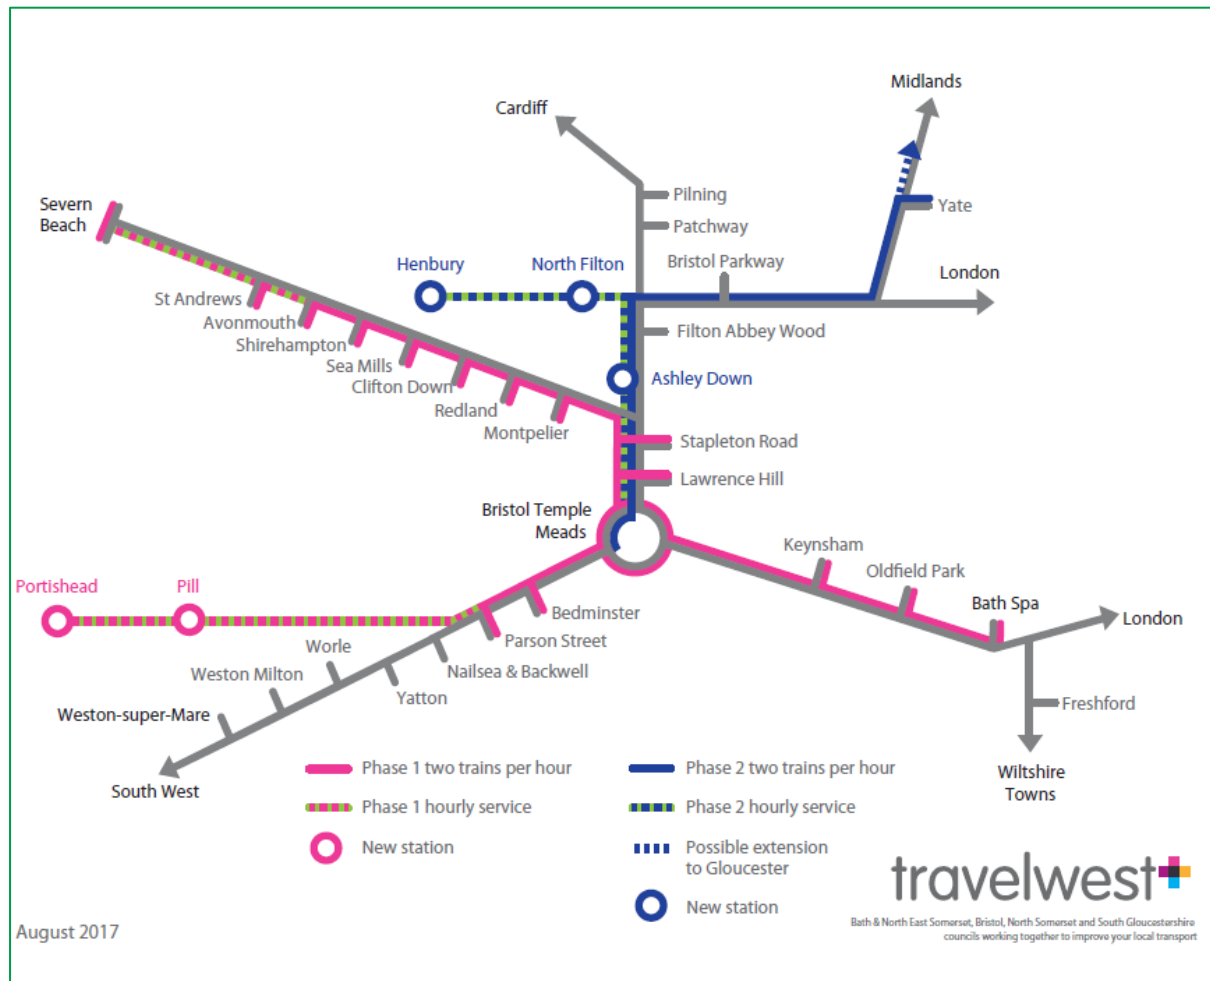 Midlands
Cardiff
Pilning
Severn
Beach
Yate
Patchway
Henbury
North Filton
Bristol Parkway
London
St Andrews
Avonmouth
Filton Abbey Wood
Shirehampton
Sea Mills
Clifton Down
Ashley Down
Redland
Montpelier
Stapleton Road
Lawrence Hill
Bristol Temple
Meads
Keynsham
Oldfield Park
Portishead
Pill
Bath Spa
Bedminster
London
Parson Street
Worle
Nailsea & Backwell
Weston Milton
Yatton
Freshford
Weston-super-Mare
South West
Wiltshire
Towns
Phase 1 two trains per hour
Phase 1 hourly service
New station
Phase 2 two trains per hour
Phase 2 hourly service
Possible extension
to Gloucester
New station
travelwest
Bath & North East Somerset, Bristol, North Somerset and South Gloucestershire
councils working together to improve your local transport
August 2017